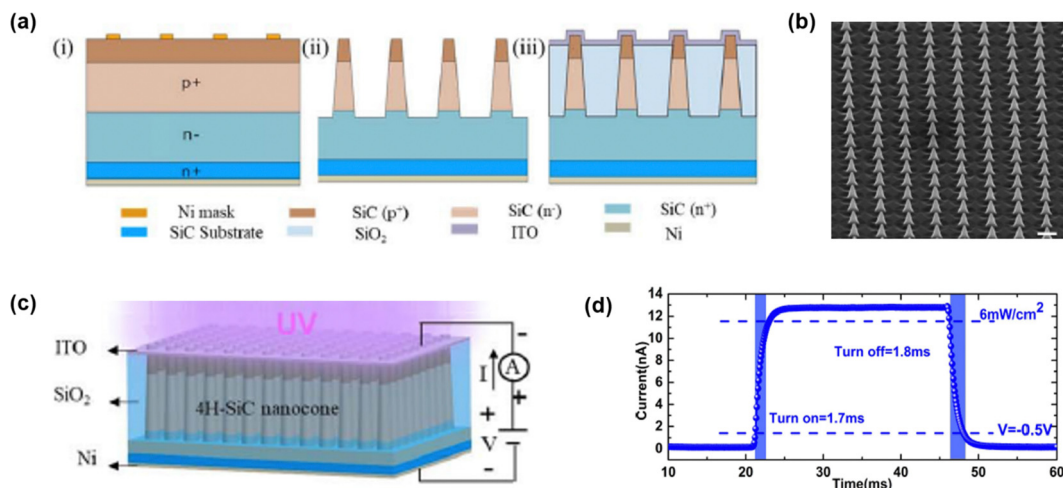 (a)
(i)
(ii)
(iii)
p+
n-
n+
Ni mask
SiC (p⁺)
SiC (n⁻)
SiC (n⁺)
SiC Substrate
SiO₂
ITO
Ni
(b)
(c)
UV
ITO
SiO₂
4H-SiC nanocone
Ni
I
A
V
-
+
+
-
(d)
Current(nA)
14
12
10
8
6
4
2
0
6mW/cm²
Turn off=1.8ms
Turn on=1.7ms
V=-0.5V
10 20 30 40 50 60
Time(ms)